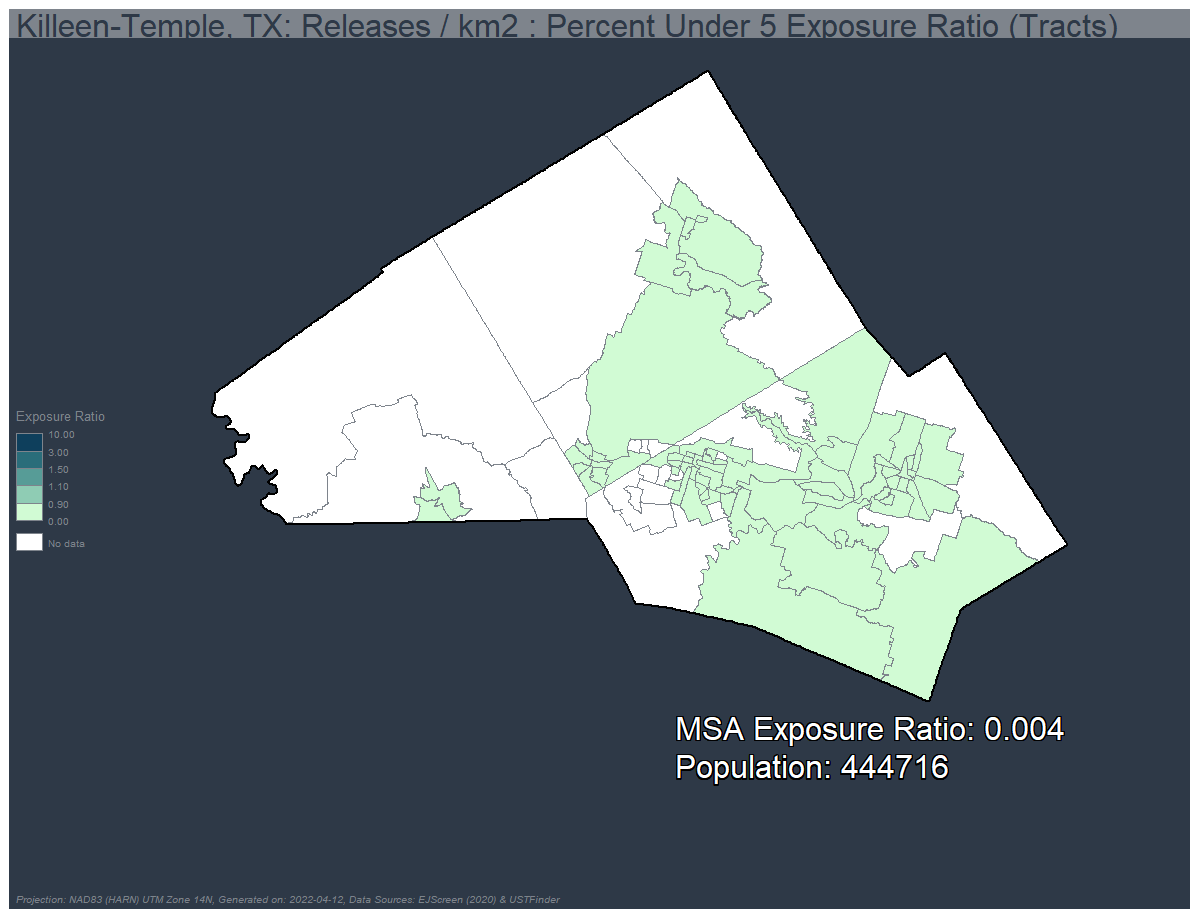 Killeen-Temple, TX: Releases / km2 : Percent Under 5 Exposure Ratio (Tracts)
Exposure Ratio
10.00
3.00
1.50
1.10
0.90
0.00
No data
MSA Exposure Ratio: 0.004
Population: 444716
Projection: NAD83 (HARN) UTM Zone 14N, Generated on: 2022-04-12, Data Sources: EJScreen (2020) & USTFinder